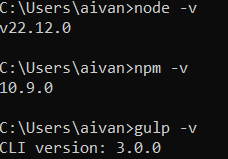 C:\Users\aivan>node -v
v22.12.0
C:\Users\aivan>npm -v
10.9.0
C:\Users\aivan>gulp -v
CLI version: 3.0.0